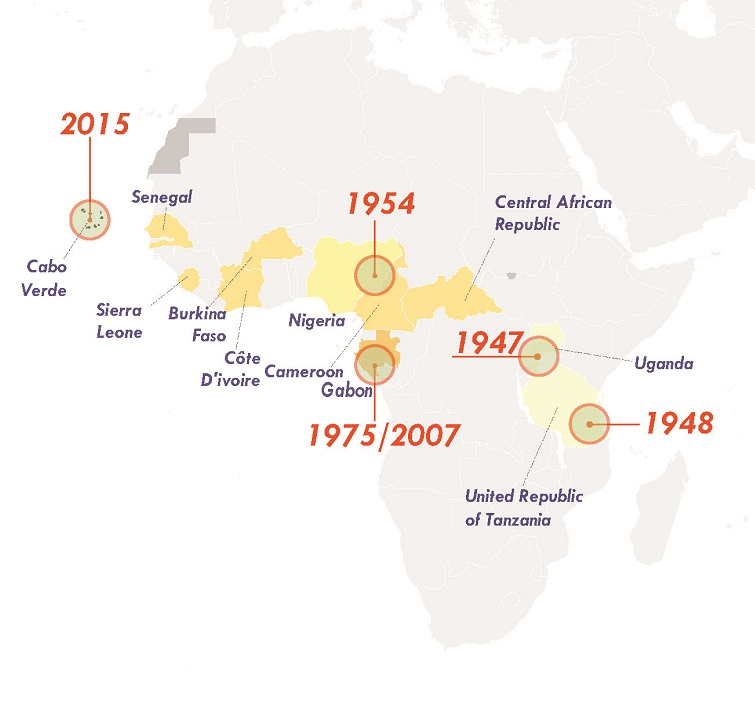 2015
Senegal
1954
Central African
Republic
Cabo
Verde
Sierra
Leone
Burkina
Faso
Nigeria
Côte
D'ivoire
Cameroon
Gabon
1947
Uganda
1975/2007
1948
United Republic
of Tanzania